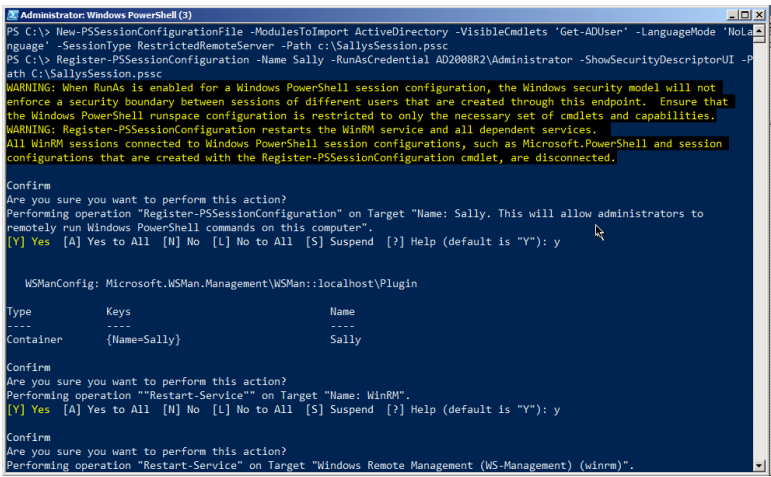 Administrator: Windows PowerShell (3)
PS C:\> New-PSSessionConfigurationFile -ModulesToImport ActiveDirectory -VisibleCmdlets 'Get-ADUser' -LanguageMode 'NoLa
nguage' -SessionType RestrictedRemoteServer -Path c:\SallysSession.pssc
PS C:\> Register-PSSessionConfiguration -Name Sally -RunAsCredential AD2008R2\Administrator -ShowSecurityDescriptorUI -P
ath C:\SallysSession.pssc
WARNING: When RunAs is enabled for a Windows PowerShell session configuration, the Windows security model will not
enforce a security boundary between sessions of different users that are created through this endpoint.  Ensure that
the Windows PowerShell runspace configuration is restricted to only the necessary set of cmdlets and capabilities.
WARNING: Register-PSSessionConfiguration restarts the WinRM service and all dependent services.
All WinRM sessions connected to Windows PowerShell session configurations, such as Microsoft.PowerShell and session
configurations that are created with the Register-PSSessionConfiguration cmdlet, are disconnected.
Confirm
Are you sure you want to perform this action?
Performing operation "Register-PSSessionConfiguration" on Target "Name: Sally. This will allow administrators to
remotely run Windows PowerShell commands on this computer".
[Y] Yes  [A] Yes to All  [N] No  [L] No to All  [S] Suspend  [?] Help (default is "Y"): y
WSManConfig: Microsoft.WSMan.Management\WSMan::localhost\Plugin
Type Keys Name
---- ---- ----
Container {Name=Sally} Sally
Confirm
Are you sure you want to perform this action?
Performing operation ""Restart-Service"" on Target "Name: WinRM".
[Y] Yes  [A] Yes to All  [N] No  [L] No to All  [S] Suspend  [?] Help (default is "Y"): y
Confirm
Are you sure you want to perform this action?
Performing operation "Restart-Service" on Target "Windows Remote Management (WS-Management) (winrm)".